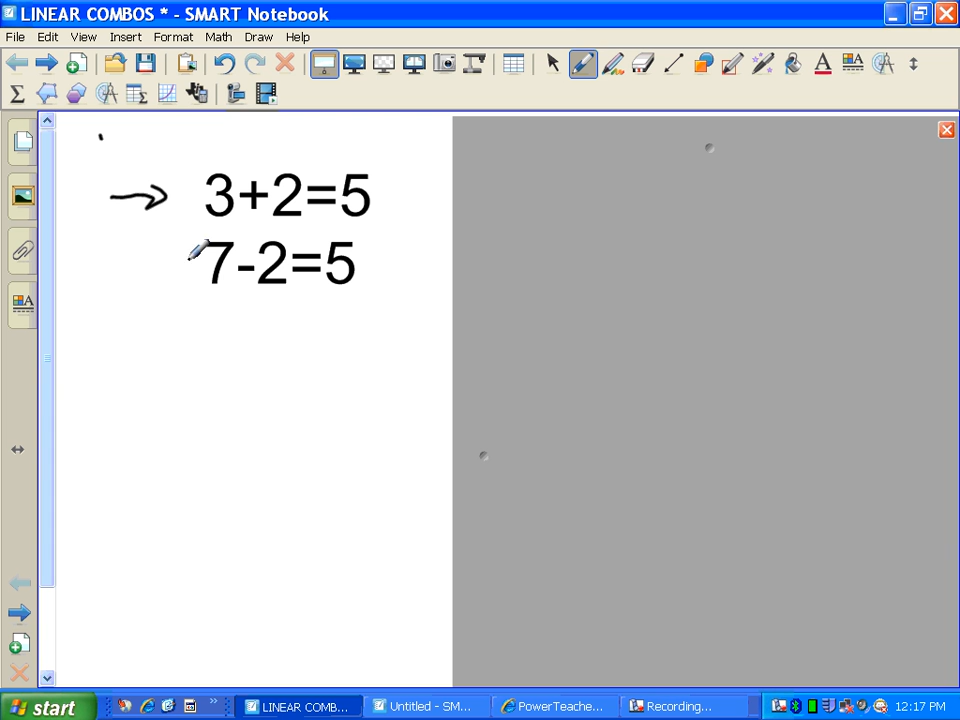 LINEAR COMBOS * - SMART Notebook
File Edit View Insert Format Math Draw Help
3+2=5
7-2=5
start
LINEAR COMB...
Untitled - SM...
PowerTeache...
Recording...
12:17 PM